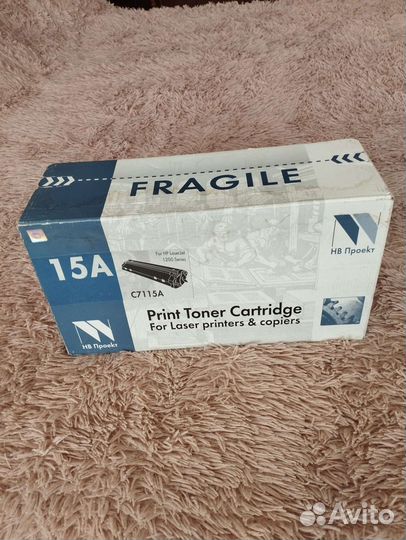 FRAGILE
15A
For HP LaserJet
1200 Series
C7115A
НВ Проект
НВ Проект
Print Toner Cartridge
For Laser printers & copiers
Avito